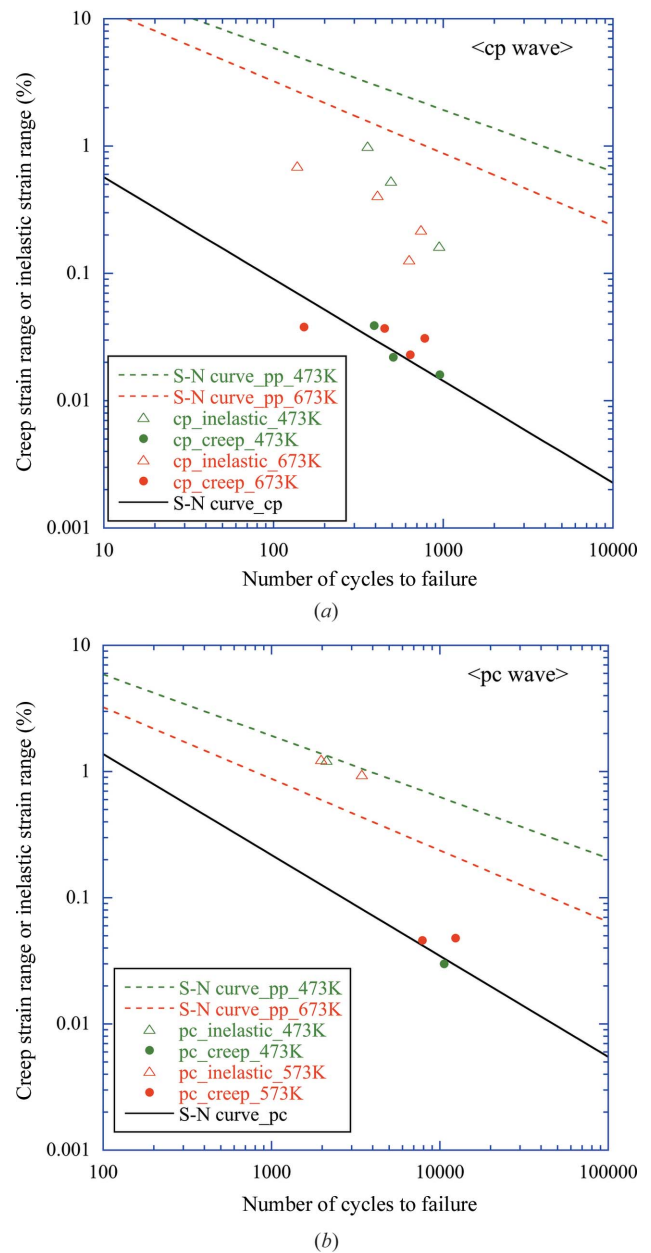 10
<cp wave>
1
0.1
0.01
0.001
Creep strain range or inelastic strain range (%)
S-N curve_pp_473K
S-N curve_pp_673K
cp_inelastic_473K
cp_creep_473K
cp_inelastic_673K
cp_creep_673K
S-N curve_cp
10 100 1000 10000
Number of cycles to failure
(a)
10
<pc wave>
1
0.1
0.01
0.001
Creep strain range or inelastic strain range (%)
S-N curve_pp_473K
S-N curve_pp_673K
pc_inelastic_473K
pc_creep_473K
pc_inelastic_573K
pc_creep_573K
S-N curve_pc
100 1000 10000 100000
Number of cycles to failure
(b)